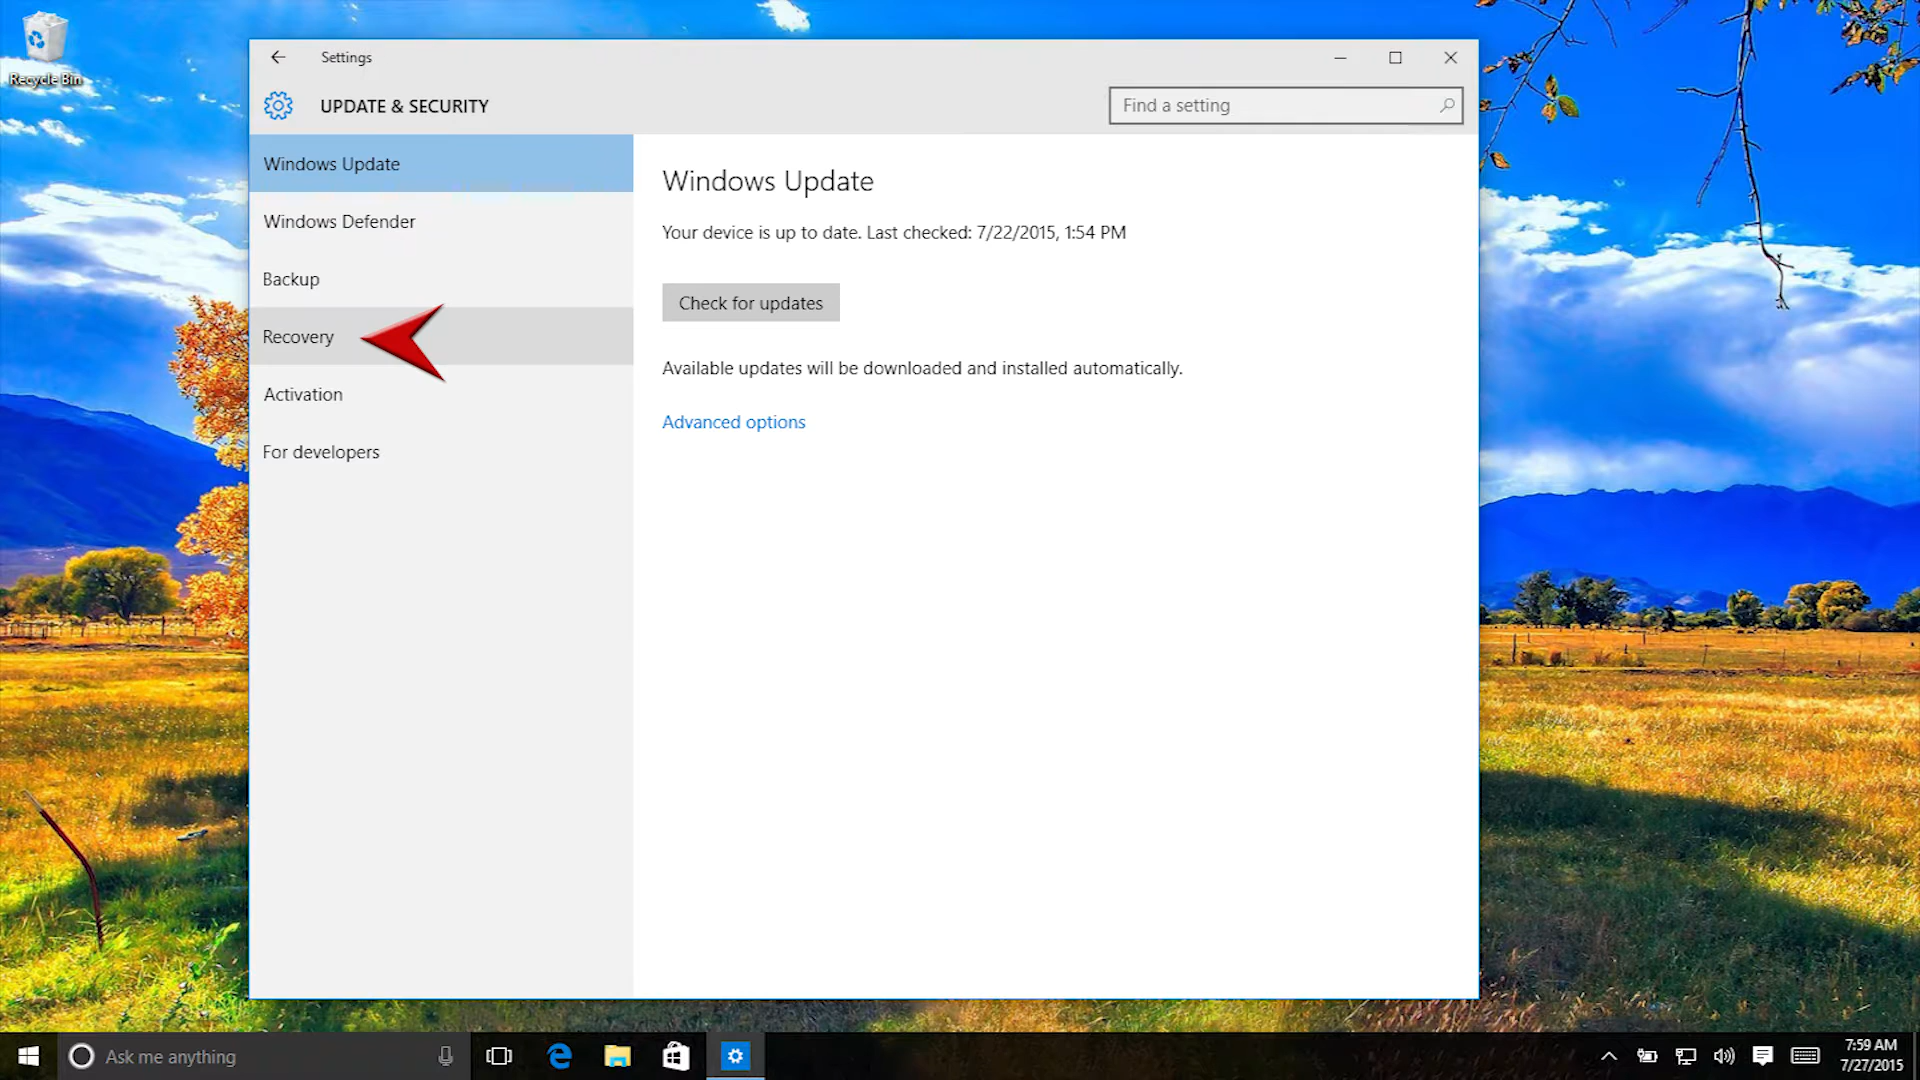 Recycle Bin
Settings
UPDATE & SECURITY
Find a setting
Windows Update
Windows Defender
Backup
Recovery
Activation
For developers
Windows Update
Your device is up to date. Last checked: 7/22/2015, 1:54 PM
Check for updates
Available updates will be downloaded and installed automatically.
Advanced options
Ask me anything
7:59 AM
7/27/2015